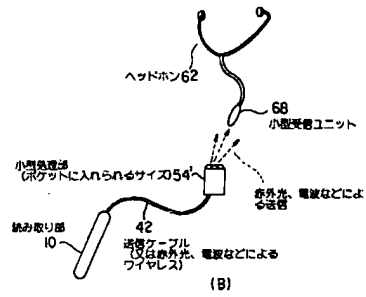 ヘッドホン62
68
小型受信ユニット
小型処理部
(ポケットに入れられるサイズ)54'
赤外光、電波などによ
る送信
読み取り部
10
42
送信ケーブル
(又は赤外光、電波などによる
ワイヤレス)
(B)